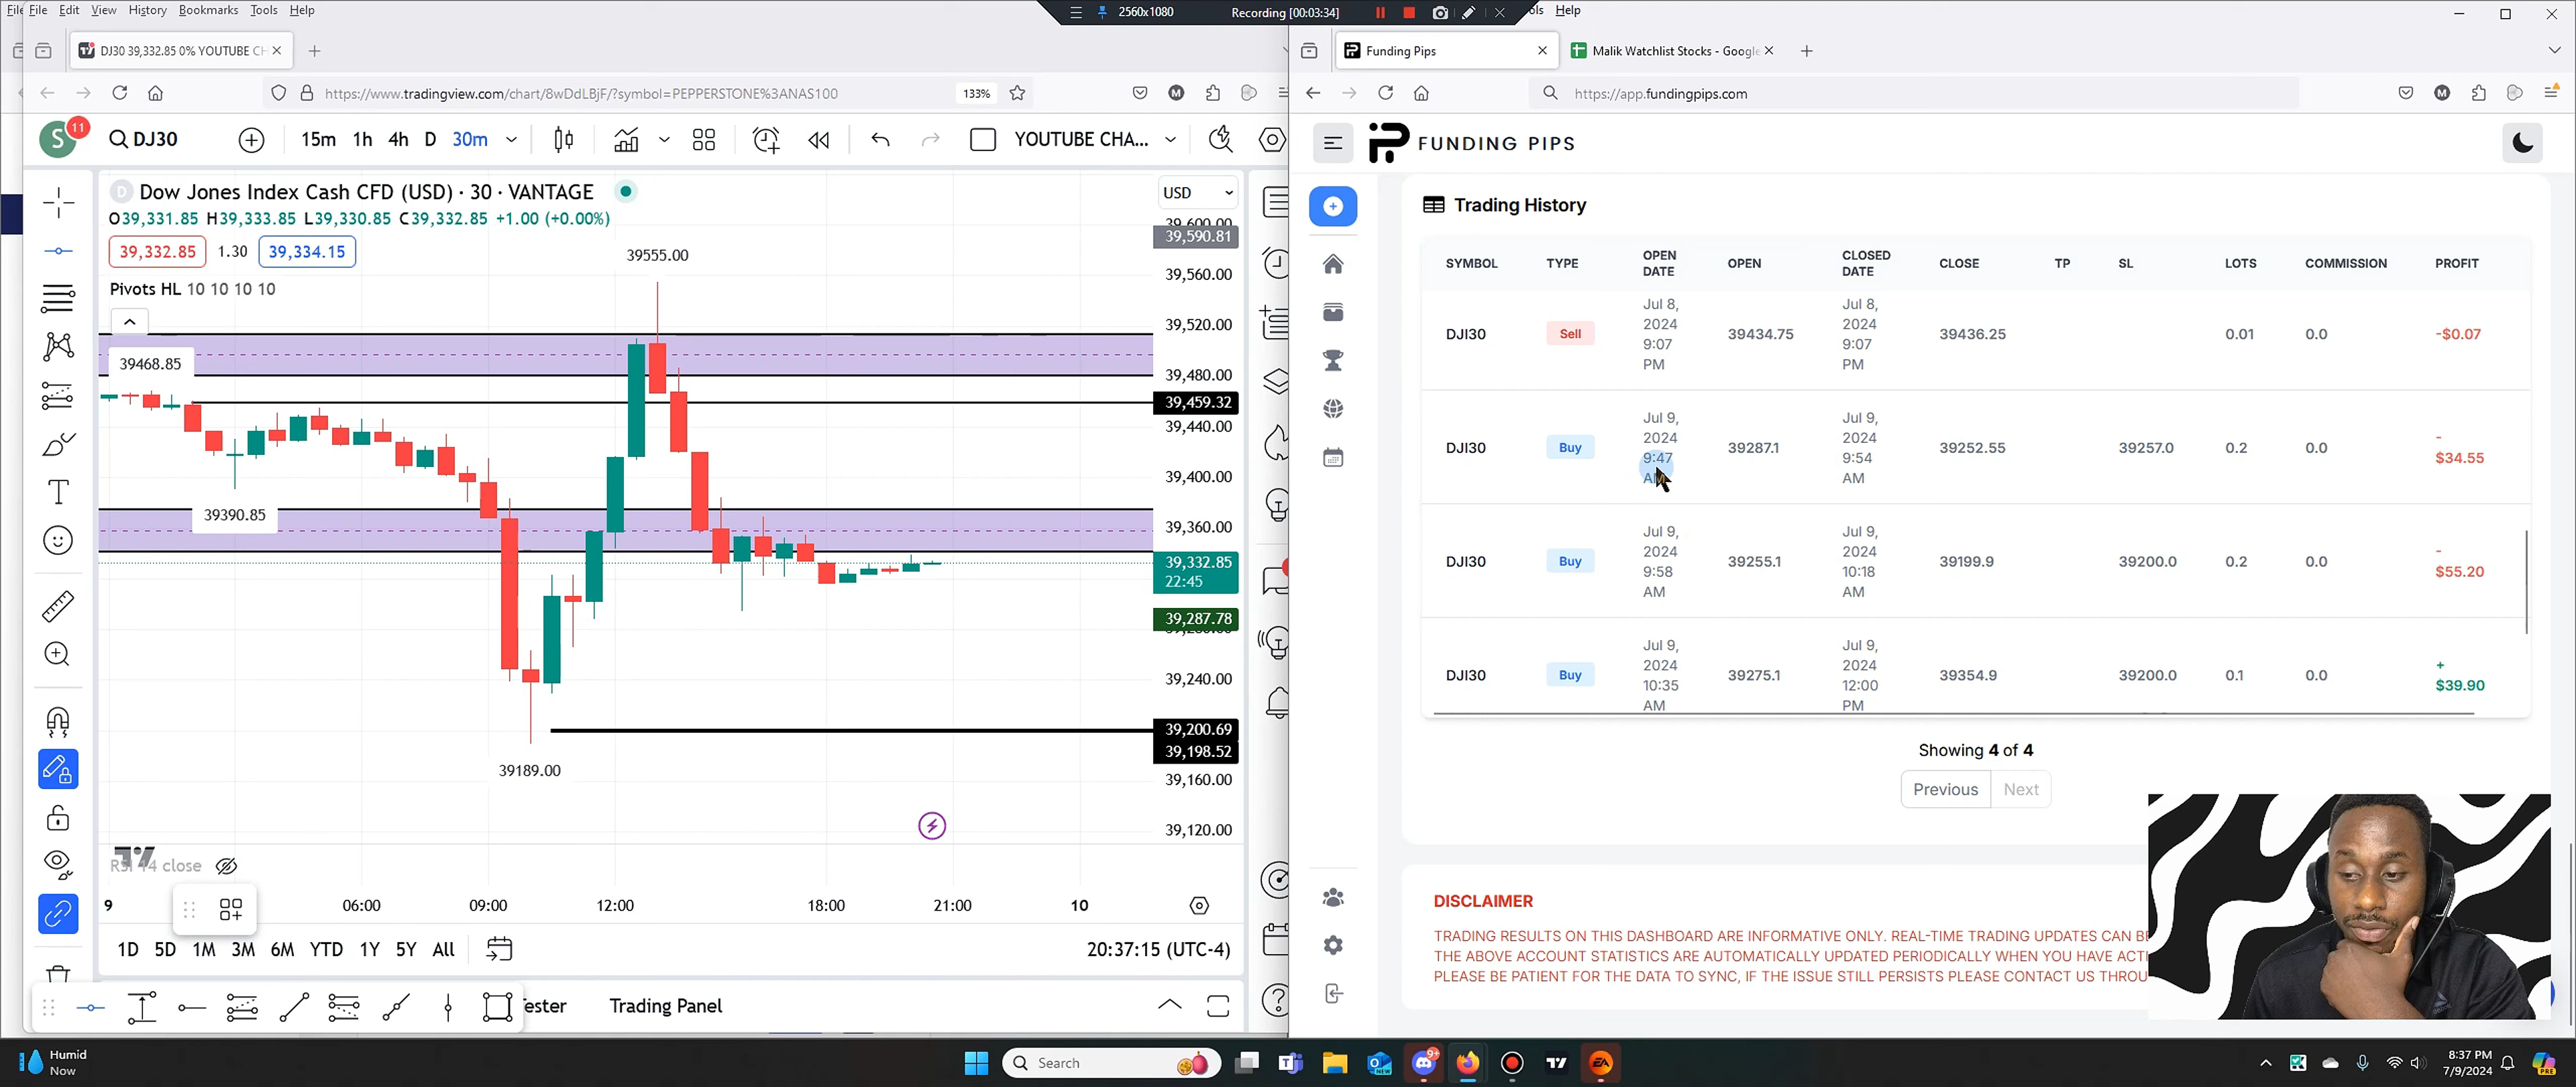 File File Edit View History Bookmarks Tools Help
2560x1080 Recording [00:03:34]
ols Help
DJ30 39,332.85 0% YOUTUBE CH
Funding Pips
Malik Watchlist Stocks - Google
https://www.tradingview.com/chart/8wDdLBjF/?symbol=PEPPERSTONE%3ANAS100
133%
https://app.fundingpips.com
S 11
DJ30
15m 1h 4h D 30m
YOUTUBE CHA...
FUNDING PIPS
D Dow Jones Index Cash CFD (USD) · 30 · VANTAGE
O39,331.85 H39,333.85 L39,330.85 C39,332.85 +1.00 (+0.00%)
39,332.85 1.30 39,334.15
Pivots HL 10 10 10 10
39555.00
39468.85
39390.85
39189.00
USD
39,600.00
39,590.81
39,560.00
39,520.00
39,480.00
39,459.32
39,440.00
39,400.00
39,360.00
39,332.85
22:45
39,287.78
39,240.00
39,200.69
39,198.52
39,160.00
39,120.00
RSI 14 close
9 06:00 09:00 12:00 18:00 21:00 10
1D 5D 1M 3M 6M YTD 1Y 5Y All
20:37:15 (UTC-4)
ester Trading Panel
Trading History
SYMBOL TYPE OPEN DATE OPEN CLOSED DATE CLOSE TP SL LOTS COMMISSION PROFIT
DJI30 Sell Jul 8, 2024 9:07 PM 39434.75 Jul 8, 2024 9:07 PM 39436.25 0.01 0.0 -$0.07
DJI30 Buy Jul 9, 2024 9:47 AM 39287.1 Jul 9, 2024 9:54 AM 39252.55 39257.0 0.2 0.0 -$34.55
DJI30 Buy Jul 9, 2024 9:58 AM 39255.1 Jul 9, 2024 10:18 AM 39199.9 39200.0 0.2 0.0 -$55.20
DJI30 Buy Jul 9, 2024 10:35 AM 39275.1 Jul 9, 2024 12:00 PM 39354.9 39200.0 0.1 0.0 +$39.90
Showing 4 of 4
Previous Next
DISCLAIMER
TRADING RESULTS ON THIS DASHBOARD ARE INFORMATIVE ONLY. REAL-TIME TRADING UPDATES CAN BE
THE ABOVE ACCOUNT STATISTICS ARE AUTOMATICALLY UPDATED PERIODICALLY WHEN YOU HAVE ACTI
PLEASE BE PATIENT FOR THE DATA TO SYNC, IF THE ISSUE STILL PERSISTS PLEASE CONTACT US THROU
Humid
Now
Search
9+
8:37 PM
7/9/2024
PRE